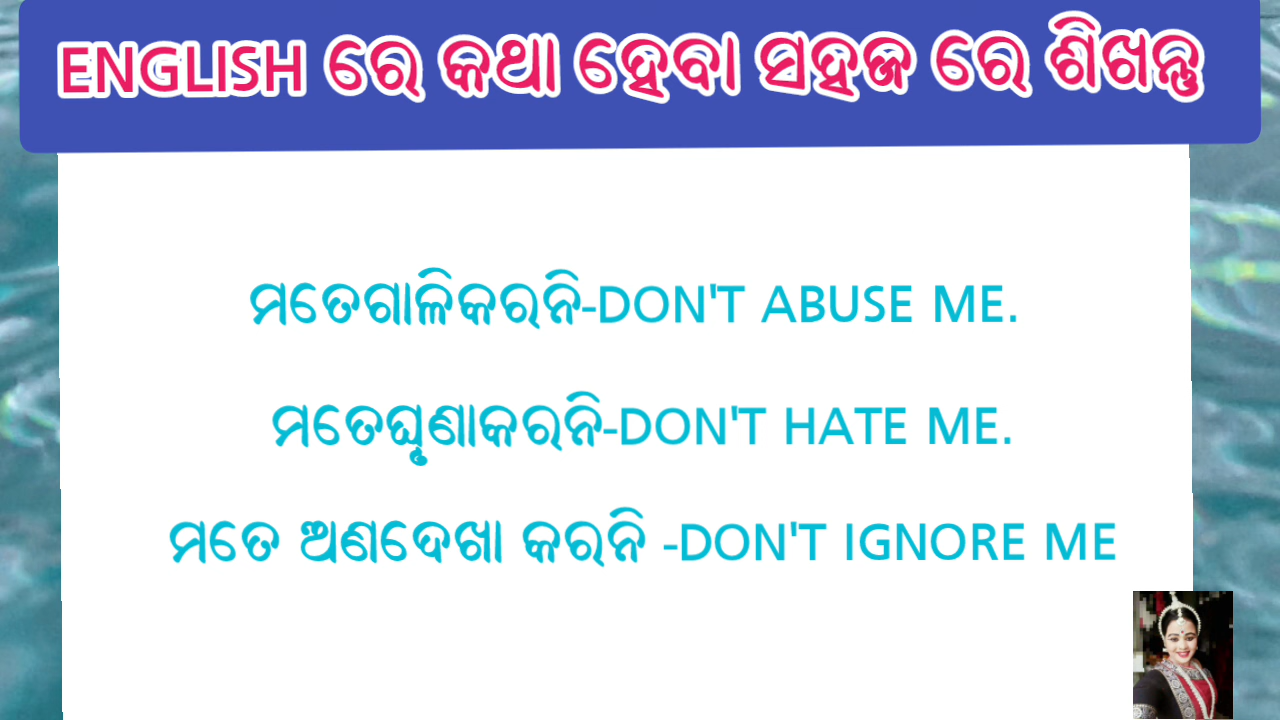 ENGLISH ରେ କଥା ହେବା ସହଜ ରେ ଶିଖନ୍ତୁ
ମତେଗାଳିକରନି-DON'T ABUSE ME.
ମତେଘୃଣାକରନି-DON'T HATE ME.
ମତେ ଅଣଦେଖା କରନି -DON'T IGNORE ME